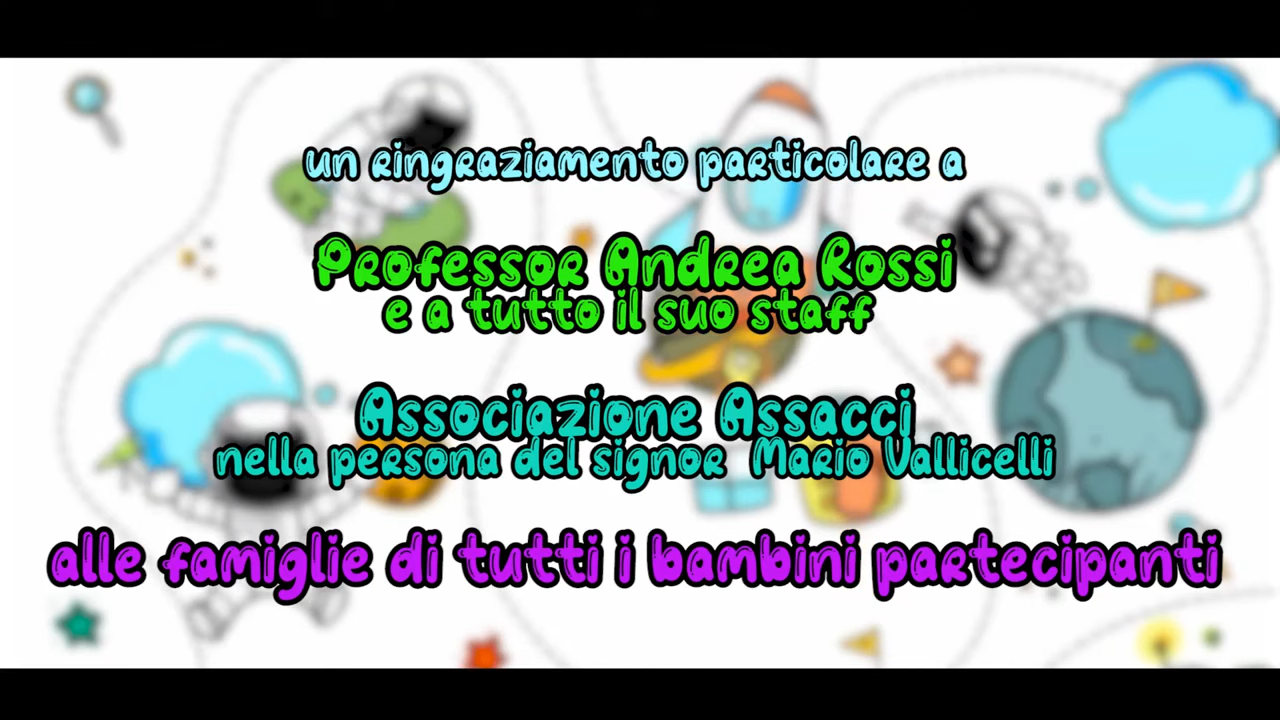 un ringraziamento particolare a
Professor Andrea Rossi
e a tutto il suo staff
Associazione Assacci
nella persona del signor Mario Vallicelli
alle famiglie di tutti i bambini partecipanti